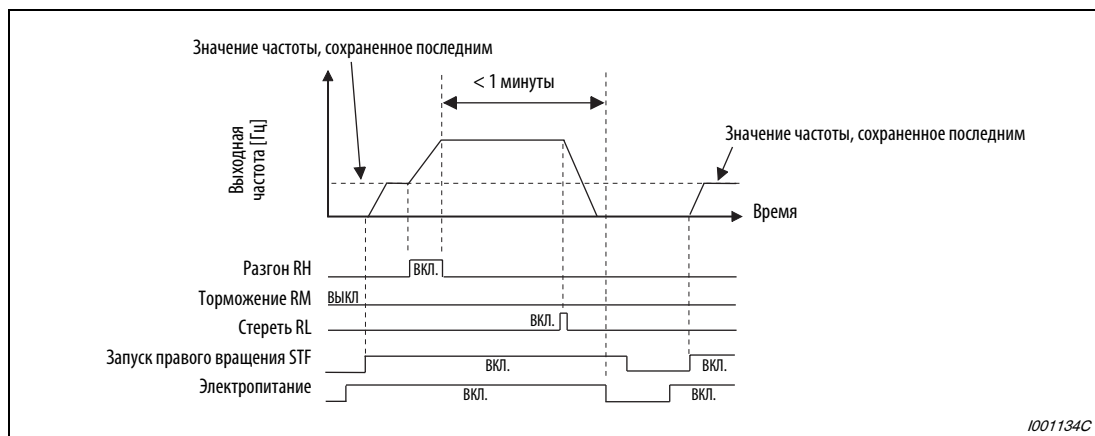 Значение частоты, сохраненное последним
< 1 минуты
Значение частоты, сохраненное последним
Выходная
частота [Гц]
Время
Разгон RH
ВКЛ.
Торможение RM
ВЫКЛ
Стереть RL
ВКЛ.
Запуск правого вращения STF
ВКЛ.
ВКЛ.
Электропитание
ВКЛ.
ВКЛ.
I001134C